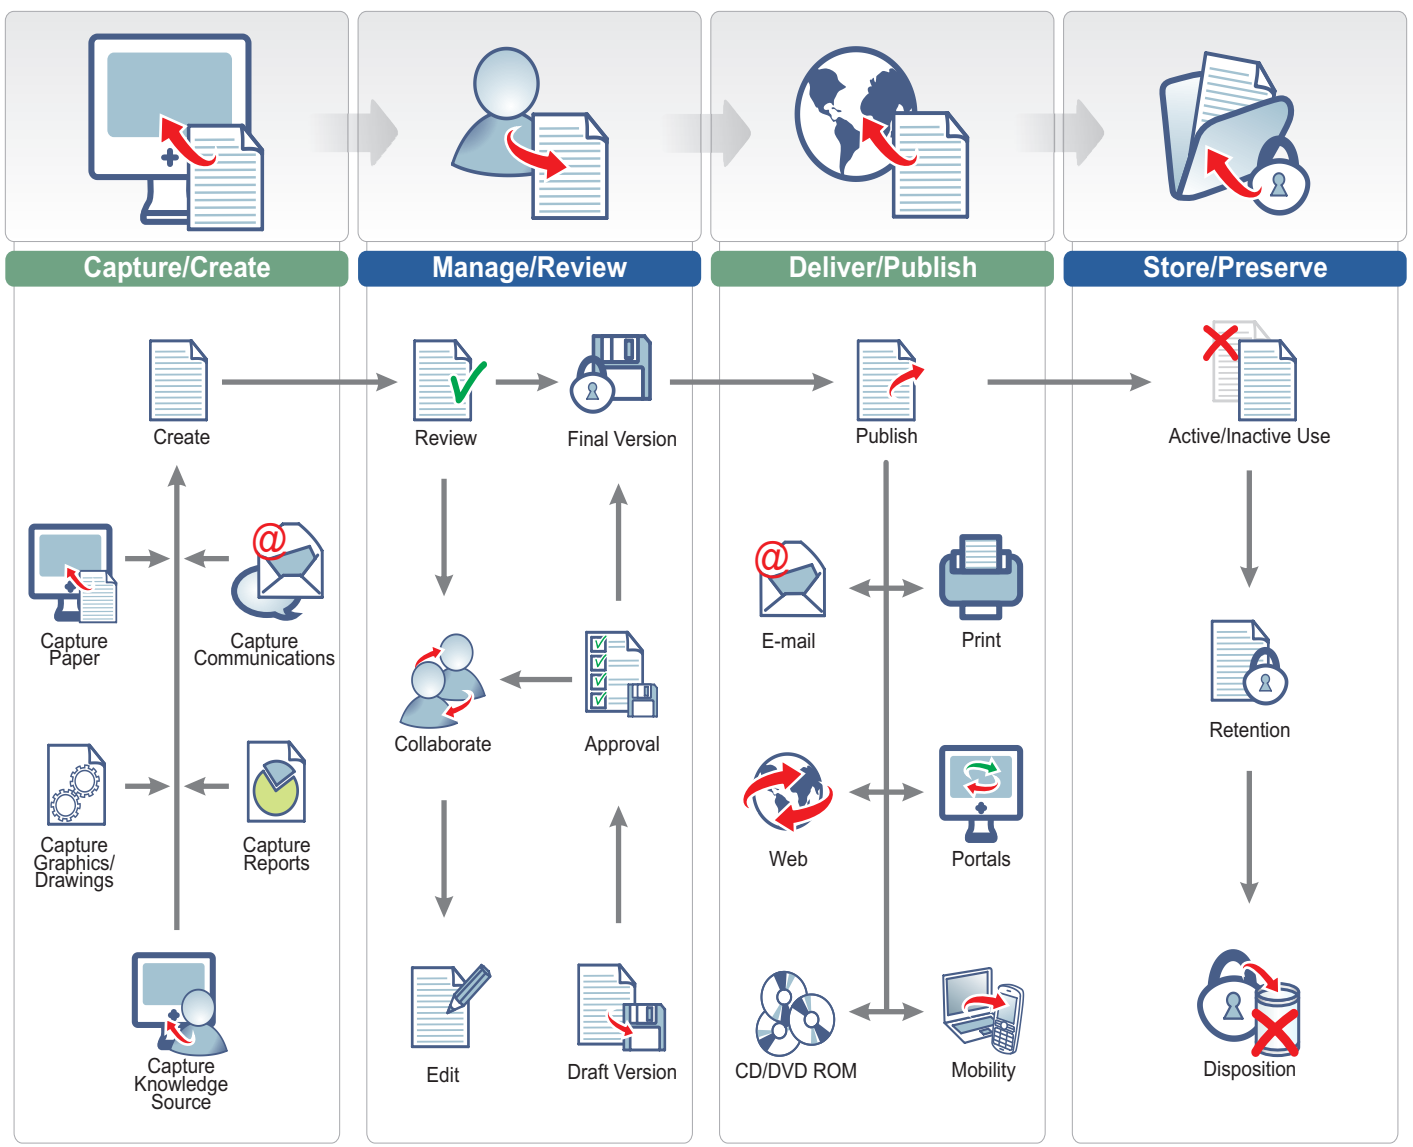 Capture/Create
Manage/Review
Deliver/Publish
Store/Preserve
Create
Capture
Paper
Capture
Communications
Capture
Graphics/
Drawings
Capture
Reports
Capture
Knowledge
Source
Review
Final Version
Collaborate
Approval
Edit
Draft Version
Publish
@
@
E-mail
Print
Web
Portals
CD/DVD ROM
Mobility
Active/Inactive Use
Retention
Disposition